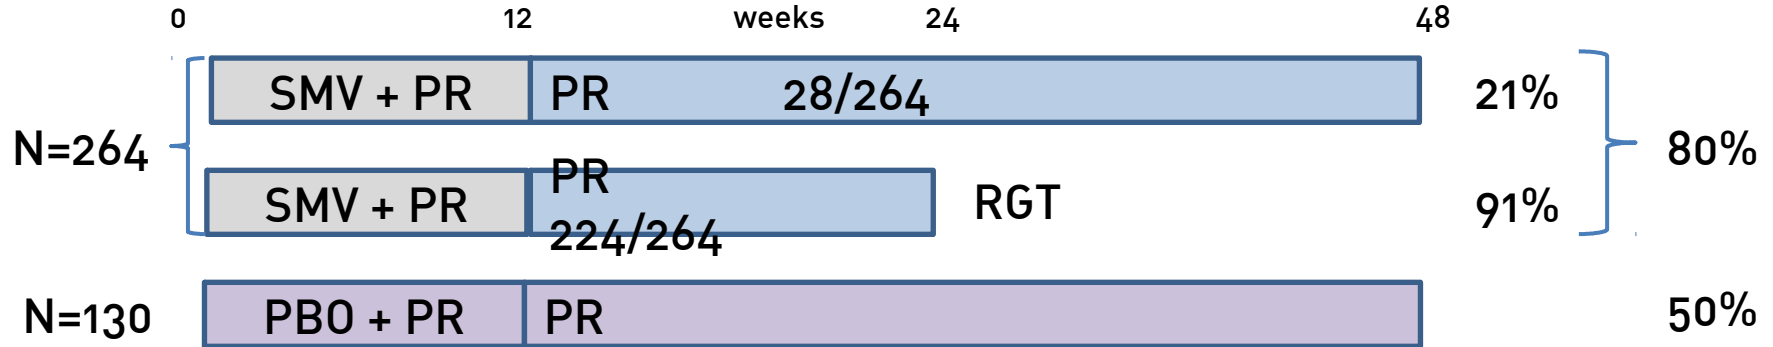 0 12 weeks 24 48
SMV + PR PR 28/264 21%
N=264 80%
PR
SMV + PR RGT 91%
224/264
N=130 PBO + PR PR 50%